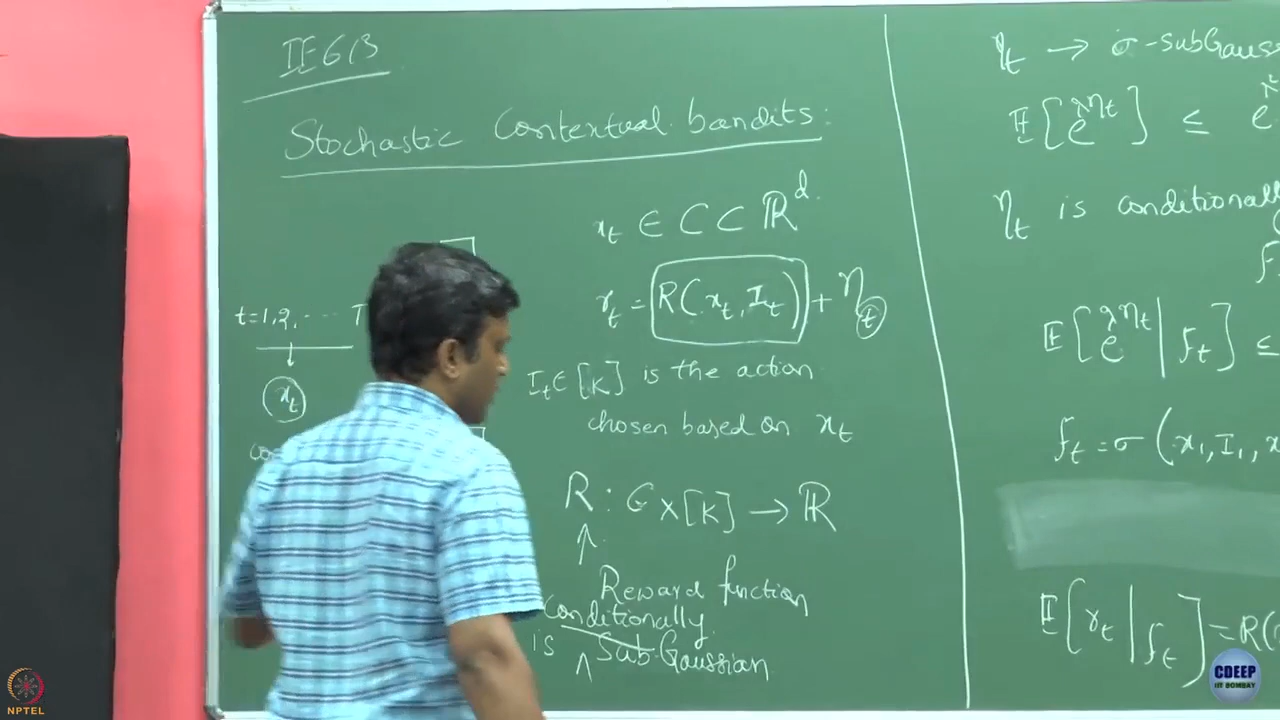 IE613
Stochastic Contextual bandits:
x_t ∈ C ⊂ ℝ^d
t=1,2,.... T
x_t
r_t = R(x_t, I_t) + η_t
I_t ∈ [K] is the action
chosen based on x_t
R : C × [K] → ℝ
↑
Reward function
conditionally
is ^ Sub-Gaussian
η_t → σ-subGauss
𝔼[e^{λη_t}] ≤ e
η_t is conditionally
𝔼[e^{λη_t} | f_t] ≤
f_t = σ(x_1, I_1, x
𝔼[r_t | f_t] = R(
NPTEL
CDEEP
IIT BOMBAY